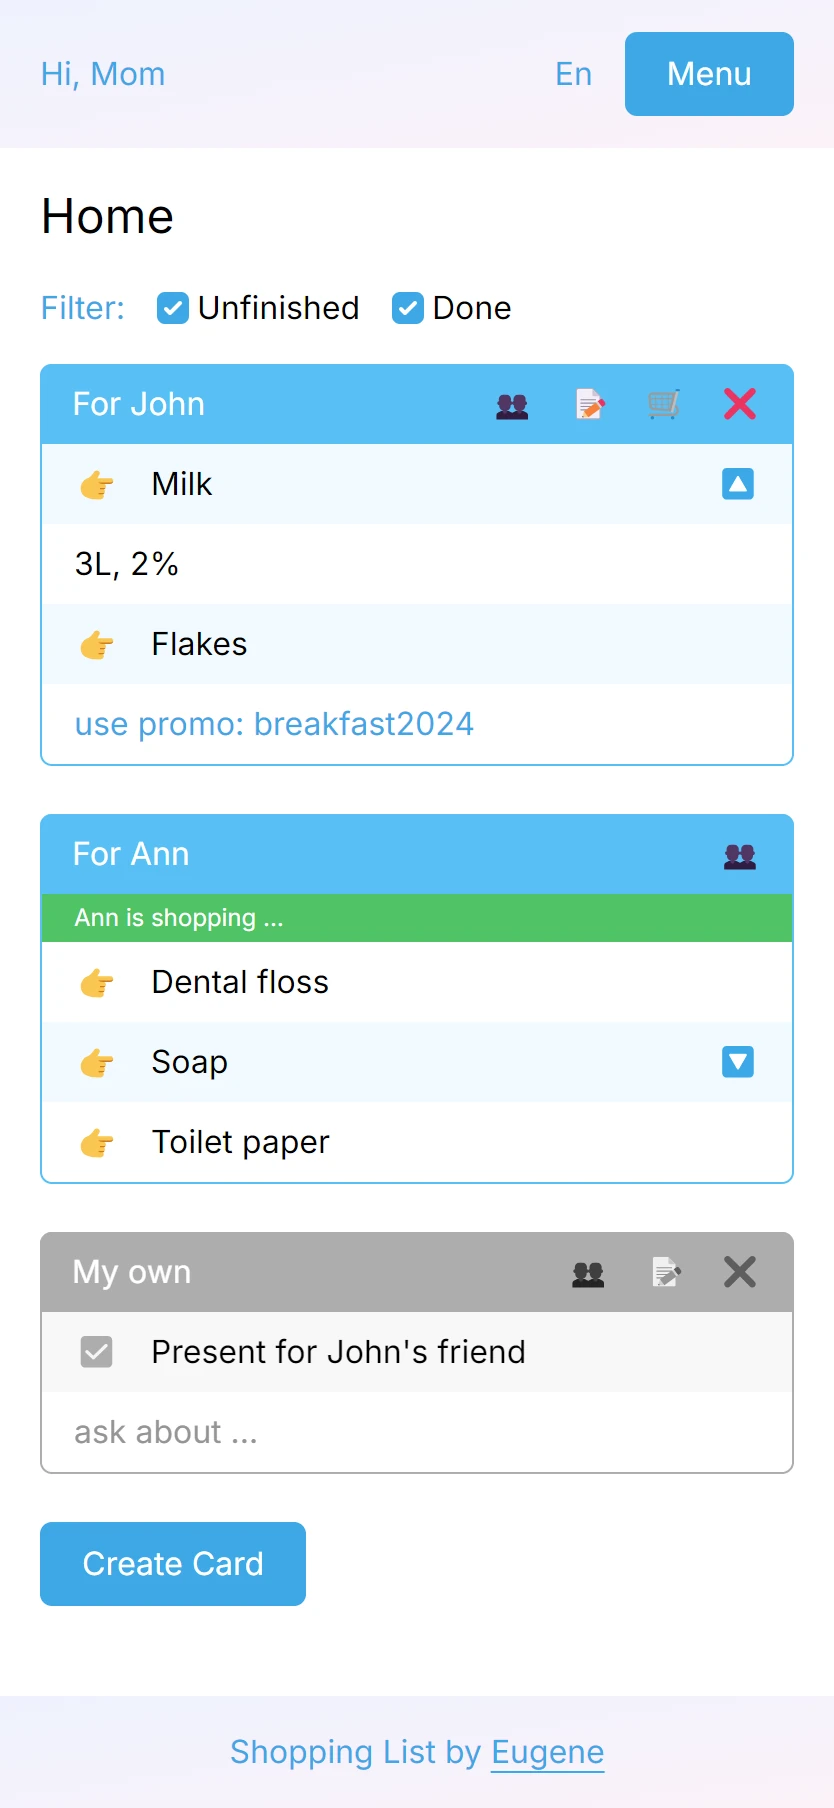 Hi, Mom
En
Menu
Home
Filter:
Unfinished
Done
For John
Milk
3L, 2%
Flakes
use promo: breakfast2024
For Ann
Ann is shopping ...
Dental floss
Soap
Toilet paper
My own
Present for John's friend
ask about ...
Create Card
Shopping List by Eugene